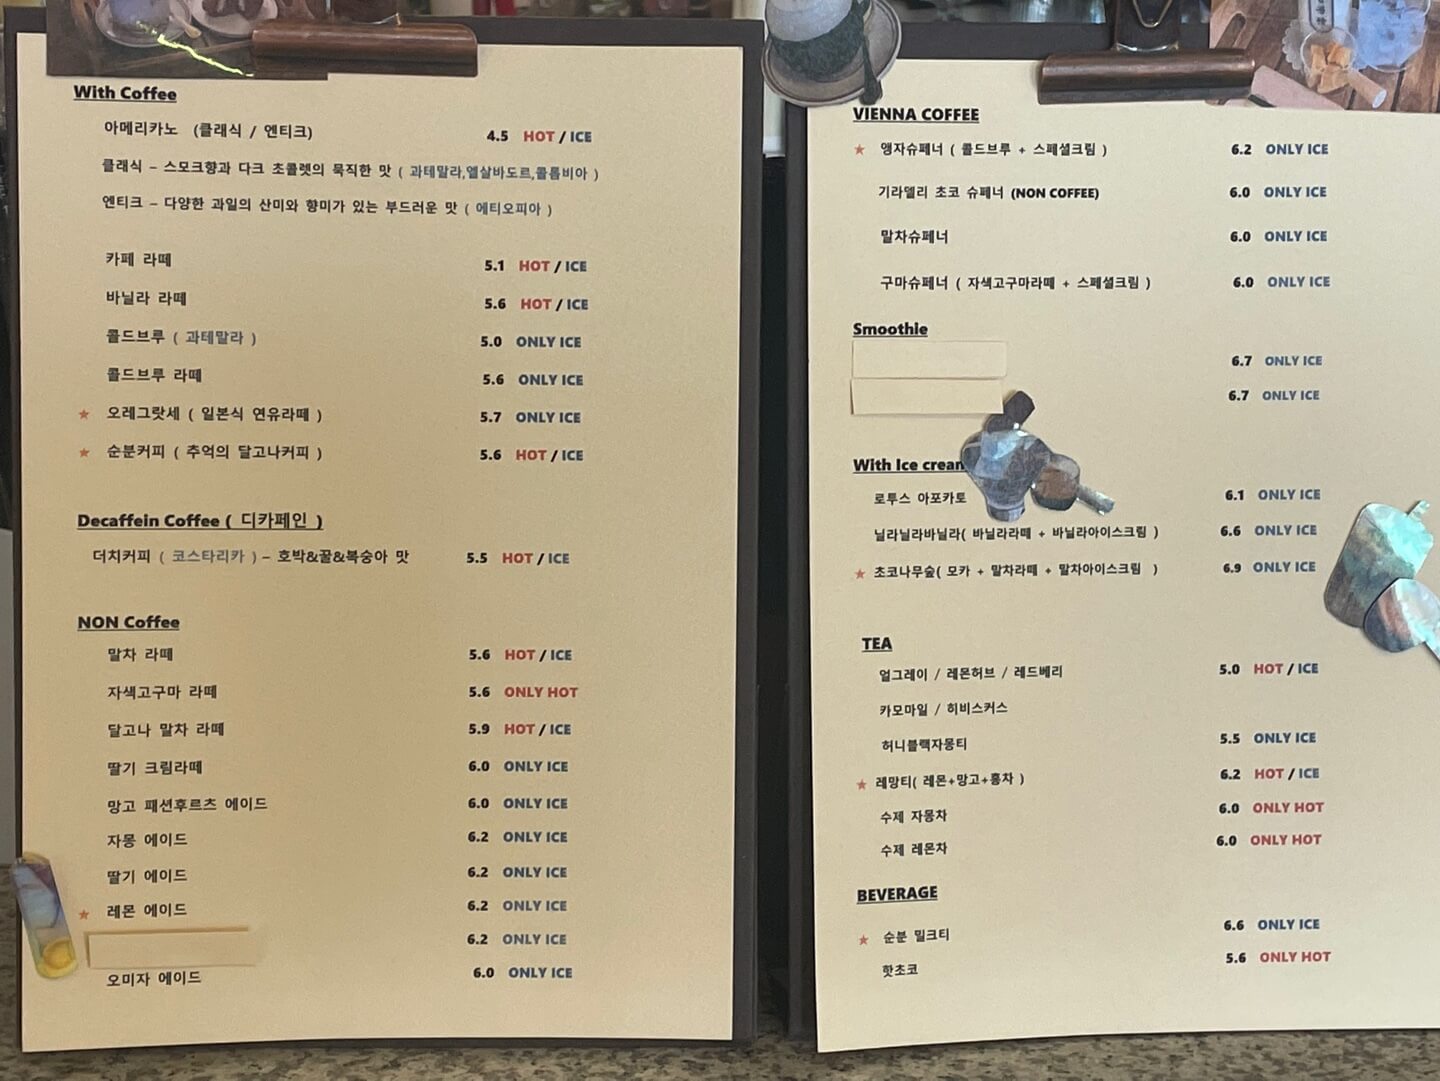 With Coffee
아메리카노 (클래식 / 엔티크) 4.5 HOT / ICE
클래식 – 스모크향과 다크 초콜렛의 묵직한 맛 ( 과테말라,엘살바도르,콜롬비아 )
엔티크 – 다양한 과일의 산미와 향미가 있는 부드러운 맛 ( 에티오피아 )
카페 라떼 5.1 HOT / ICE
바닐라 라떼 5.6 HOT / ICE
콜드브루 ( 과테말라 ) 5.0 ONLY ICE
콜드브루 라떼 5.6 ONLY ICE
★ 오레그랏세 ( 일본식 연유라떼 ) 5.7 ONLY ICE
★ 순분커피 ( 추억의 달고나커피 ) 5.6 HOT / ICE
Decaffein Coffee ( 디카페인 )
더치커피 ( 코스타리카 ) – 호박&꿀&복숭아 맛 5.5 HOT / ICE
NON Coffee
말차 라떼 5.6 HOT / ICE
자색고구마 라떼 5.6 ONLY HOT
달고나 말차 라떼 5.9 HOT / ICE
딸기 크림라떼 6.0 ONLY ICE
망고 패션후르츠 에이드 6.0 ONLY ICE
자몽 에이드 6.2 ONLY ICE
딸기 에이드 6.2 ONLY ICE
★ 레몬 에이드 6.2 ONLY ICE
6.2 ONLY ICE
오미자 에이드 6.0 ONLY ICE
VIENNA COFFEE
★ 앵자슈페너 ( 콜드브루 + 스페셜크림 ) 6.2 ONLY ICE
기라델리 초코 슈페너 (NON COFFEE) 6.0 ONLY ICE
말차슈페너 6.0 ONLY ICE
구마슈페너 ( 자색고구마라떼 + 스페셜크림 ) 6.0 ONLY ICE
Smoothie
6.7 ONLY ICE
6.7 ONLY ICE
With Ice cream
로투스 아포카토 6.1 ONLY ICE
닐라닐라바닐라( 바닐라라떼 + 바닐라아이스크림 ) 6.6 ONLY ICE
★ 초코나무숲( 모카 + 말차라떼 + 말차아이스크림 ) 6.9 ONLY ICE
TEA
얼그레이 / 레몬허브 / 레드베리 5.0 HOT / ICE
카모마일 / 히비스커스
허니블랙자몽티 5.5 ONLY ICE
★ 레망티( 레몬+망고+홍차 ) 6.2 HOT / ICE
수제 자몽차 6.0 ONLY HOT
수제 레몬차 6.0 ONLY HOT
BEVERAGE
★ 순분 밀크티 6.6 ONLY ICE
핫초코 5.6 ONLY HOT